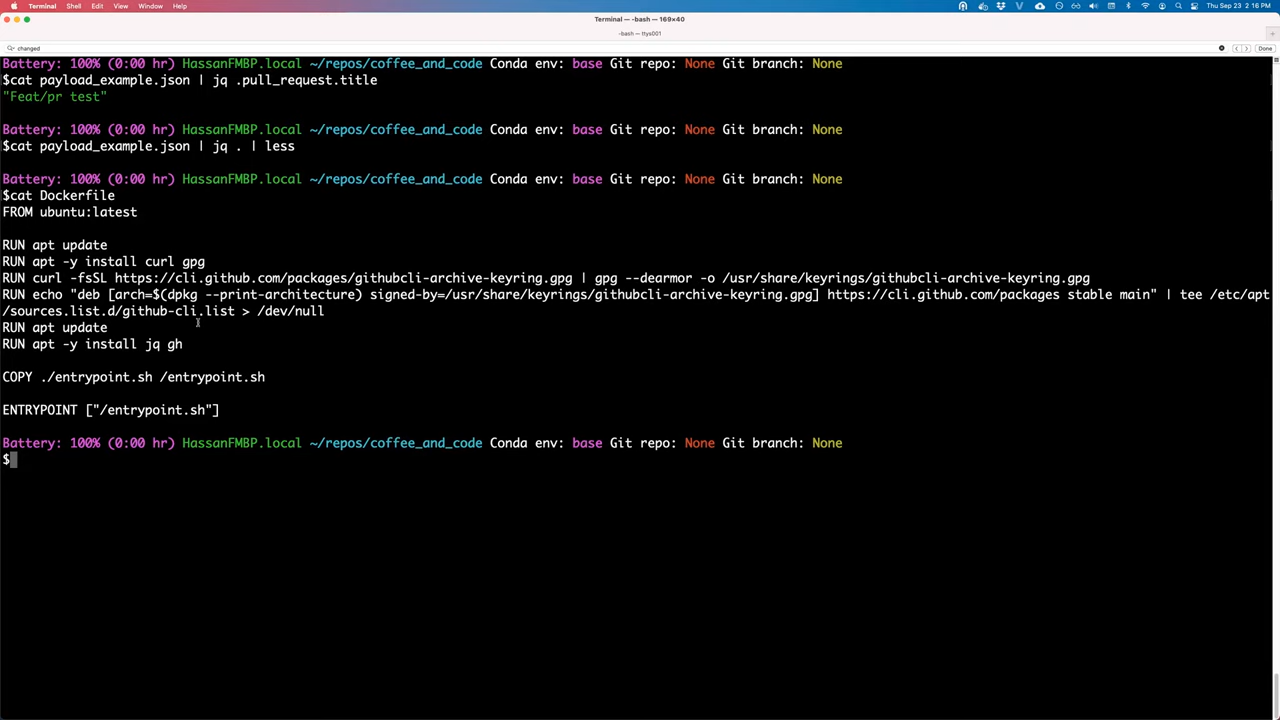 Terminal Shell Edit View Window Help
Thu Sep 23 2:16 PM
Terminal — -bash — 169×40
-bash — ttys001
changed
Done
Battery: 100% (0:00 hr) HassanFMBP.local ~/repos/coffee_and_code Conda env: base Git repo: None Git branch: None
$cat payload_example.json | jq .pull_request.title
"Feat/pr test"
Battery: 100% (0:00 hr) HassanFMBP.local ~/repos/coffee_and_code Conda env: base Git repo: None Git branch: None
$cat payload_example.json | jq . | less
Battery: 100% (0:00 hr) HassanFMBP.local ~/repos/coffee_and_code Conda env: base Git repo: None Git branch: None
$cat Dockerfile
FROM ubuntu:latest
RUN apt update
RUN apt -y install curl gpg
RUN curl -fsSL https://cli.github.com/packages/githubcli-archive-keyring.gpg | gpg --dearmor -o /usr/share/keyrings/githubcli-archive-keyring.gpg
RUN echo "deb [arch=$(dpkg --print-architecture) signed-by=/usr/share/keyrings/githubcli-archive-keyring.gpg] https://cli.github.com/packages stable main" | tee /etc/apt
/sources.list.d/github-cli.list > /dev/null
RUN apt update
RUN apt -y install jq gh
COPY ./entrypoint.sh /entrypoint.sh
ENTRYPOINT ["/entrypoint.sh"]
Battery: 100% (0:00 hr) HassanFMBP.local ~/repos/coffee_and_code Conda env: base Git repo: None Git branch: None
$